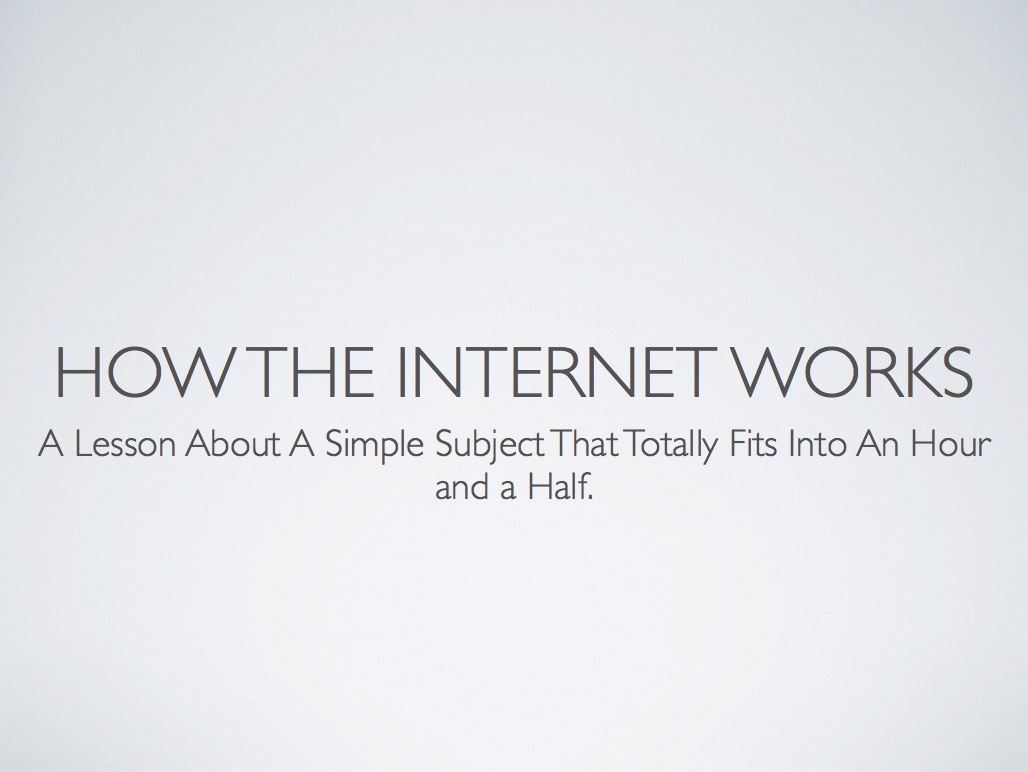 HOW THE INTERNET WORKS
A Lesson About A Simple Subject That Totally Fits Into An Hour
and a Half.